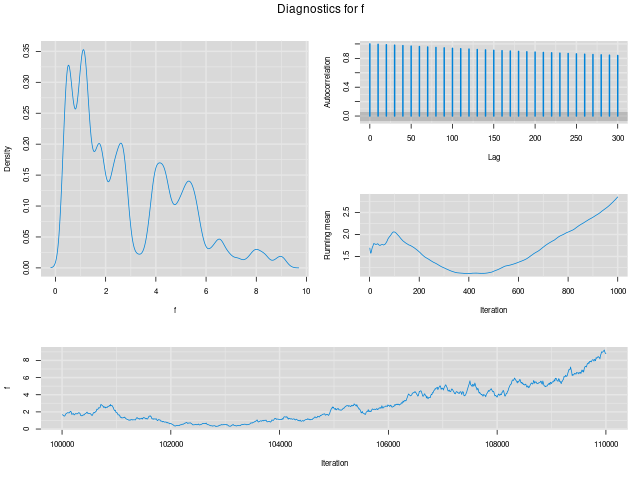 Diagnostics for f
Density
0.00 0.05 0.10 0.15 0.20 0.25 0.30 0.35
0 2 4 6 8 10
f
Autocorrelation
0.0 0.4 0.8
0 50 100 150 200 250 300
Lag
Running mean
1.5 2.0 2.5
0 200 400 600 800 1000
Iteration
f
0 2 4 6 8
100000 102000 104000 106000 108000 110000
Iteration